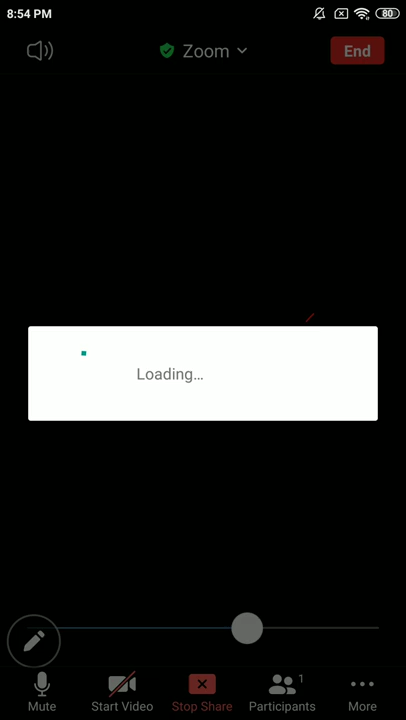 8:54 PM
80
Zoom
End
Loading...
Mute
Start Video
Stop Share
Participants
1
More